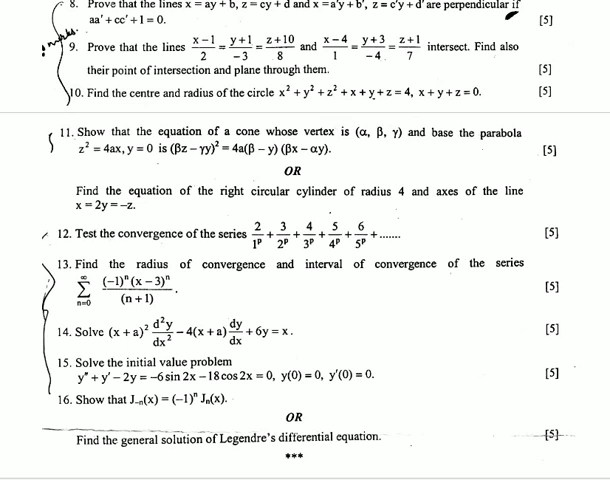 8. Prove that the lines x = ay + b, z = cy + d and x = a'y + b', z = c'y + d' are perpendicular if
aa' + cc' + 1 = 0. [5]
9. Prove that the lines (x − 1)/2 = (y + 1)/−3 = (z + 10)/8 and (x − 4)/1 = (y + 3)/−4 = (z + 1)/7 intersect. Find also
their point of intersection and plane through them. [5]
10. Find the centre and radius of the circle x² + y² + z² + x + y + z = 4, x + y + z = 0. [5]
11. Show that the equation of a cone whose vertex is (α, β, γ) and base the parabola
z² = 4ax, y = 0 is (βz − γy)² = 4a(β − y) (βx − αy). [5]
OR
Find the equation of the right circular cylinder of radius 4 and axes of the line
x = 2y = −z.
12. Test the convergence of the series 2/1ᵖ + 3/2ᵖ + 4/3ᵖ + 5/4ᵖ + 6/5ᵖ + ....... [5]
13. Find the radius of convergence and interval of convergence of the series
∞ ∑ n=0 (−1)ⁿ (x − 3)ⁿ/(n + 1) . [5]
14. Solve (x + a)² d²y/dx² − 4(x + a) dy/dx + 6y = x . [5]
15. Solve the initial value problem
y'' + y' − 2y = −6 sin 2x − 18 cos 2x = 0, y(0) = 0, y'(0) = 0. [5]
16. Show that J₋ₙ(x) = (−1)ⁿ Jₙ(x).
OR
Find the general solution of Legendre's differential equation. [5]
***